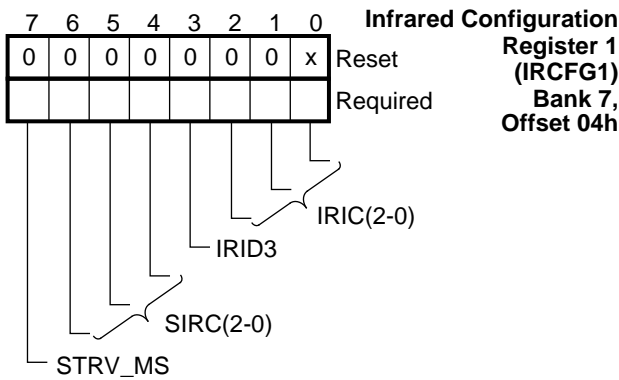 7 6 5 4 3 2 1 0
Infrared Configuration
Register 1
(IRCFG1)
Bank 7,
Offset 04h
0 0 0 0 0 0 0 x Reset
Required
IRIC(2-0)
IRID3
SIRC(2-0)
STRV_MS